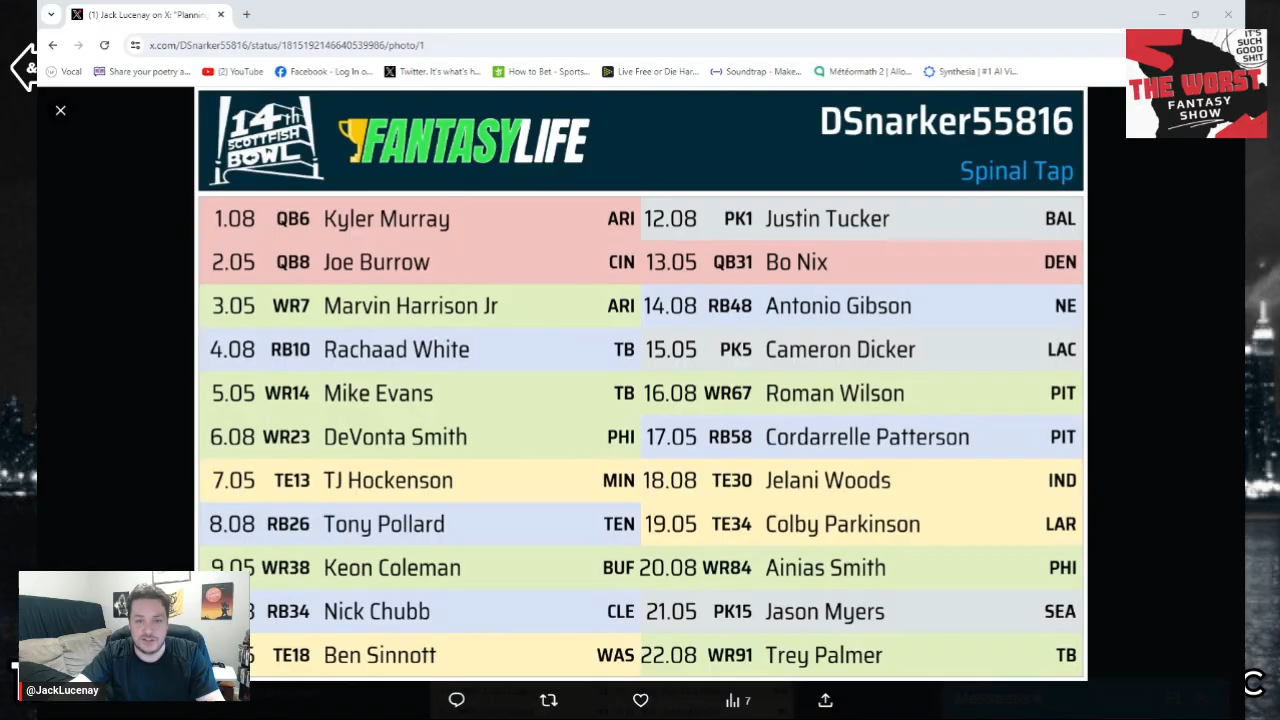 (1) Jack Lucenay on X: "Planning
x.com/DSnarker55816/status/1815192146640539986/photo/1
Vocal
Share your poetry a...
(2) YouTube
Facebook - Log In o...
Twitter. It's what's h...
How to Bet - Sports...
Live Free or Die Har...
Soundtrap - Make...
Météormath 2 | Allo...
Synthesia | #1 AI Vi...
IT'S SUCH GOOD SH!T!
THE WORST
FANTASY
SHOW
&
14th
SCOTTFISH
BOWL
FANTASYLIFE
DSnarker55816
Spinal Tap
1.08 QB6 Kyler Murray ARI
2.05 QB8 Joe Burrow CIN
3.05 WR7 Marvin Harrison Jr ARI
4.08 RB10 Rachaad White TB
5.05 WR14 Mike Evans TB
6.08 WR23 DeVonta Smith PHI
7.05 TE13 TJ Hockenson MIN
8.08 RB26 Tony Pollard TEN
9.05 WR38 Keon Coleman BUF
RB34 Nick Chubb CLE
TE18 Ben Sinnott WAS
12.08 PK1 Justin Tucker BAL
13.05 QB31 Bo Nix DEN
14.08 RB48 Antonio Gibson NE
15.05 PK5 Cameron Dicker LAC
16.08 WR67 Roman Wilson PIT
17.05 RB58 Cordarrelle Patterson PIT
18.08 TE30 Jelani Woods IND
19.05 TE34 Colby Parkinson LAR
20.08 WR84 Ainias Smith PHI
21.05 PK15 Jason Myers SEA
22.08 WR91 Trey Palmer TB
@JackLucenay
7